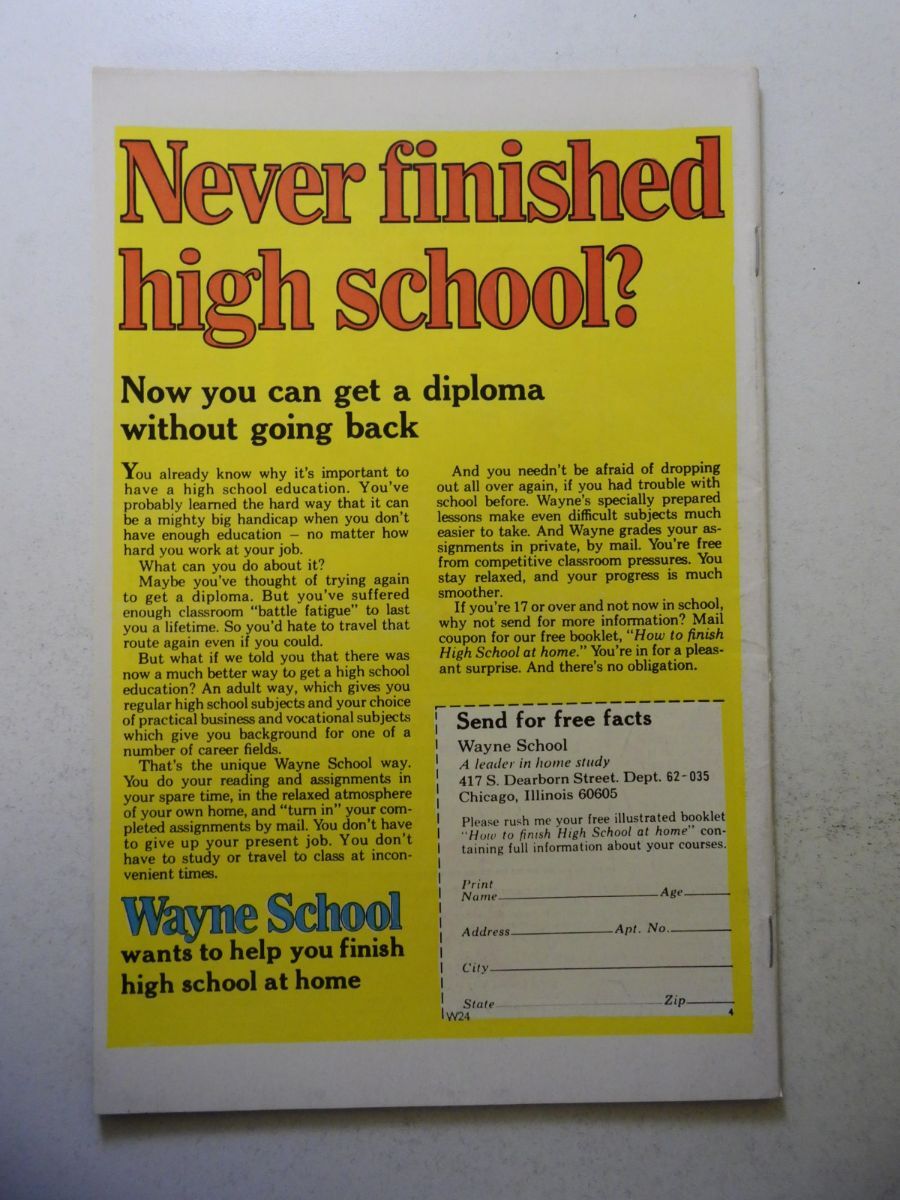 Never finished
high school?
Now you can get a diploma
without going back
You already know why it's important to
have a high school education. You've
probably learned the hard way that it can
be a mighty big handicap when you don't
have enough education – no matter how
hard you work at your job.
What can you do about it?
Maybe you've thought of trying again
to get a diploma. But you've suffered
enough classroom "battle fatigue" to last
you a lifetime. So you'd hate to travel that
route again even if you could.
But what if we told you that there was
now a much better way to get a high school
education? An adult way, which gives you
regular high school subjects and your choice
of practical business and vocational subjects
which give you background for one of a
number of career fields.
That's the unique Wayne School way.
You do your reading and assignments in
your spare time, in the relaxed atmosphere
of your own home, and "turn in" your com-
pleted assignments by mail. You don't have
to give up your present job. You don't
have to study or travel to class at incon-
venient times.
Wayne School
wants to help you finish
high school at home
And you needn't be afraid of dropping
out all over again, if you had trouble with
school before. Wayne's specially prepared
lessons make even difficult subjects much
easier to take. And Wayne grades your as-
signments in private, by mail. You're free
from competitive classroom pressures. You
stay relaxed, and your progress is much
smoother.
If you're 17 or over and not now in school,
why not send for more information? Mail
coupon for our free booklet, "How to finish
High School at home." You're in for a pleas-
ant surprise. And there's no obligation.
Send for free facts
Wayne School
A leader in home study
417 S. Dearborn Street. Dept. 62-035
Chicago, Illinois 60605
Please rush me your free illustrated booklet
"How to finish High School at home" con-
taining full information about your courses.
Print
Name Age
Address Apt. No.
City
State Zip
W24 4